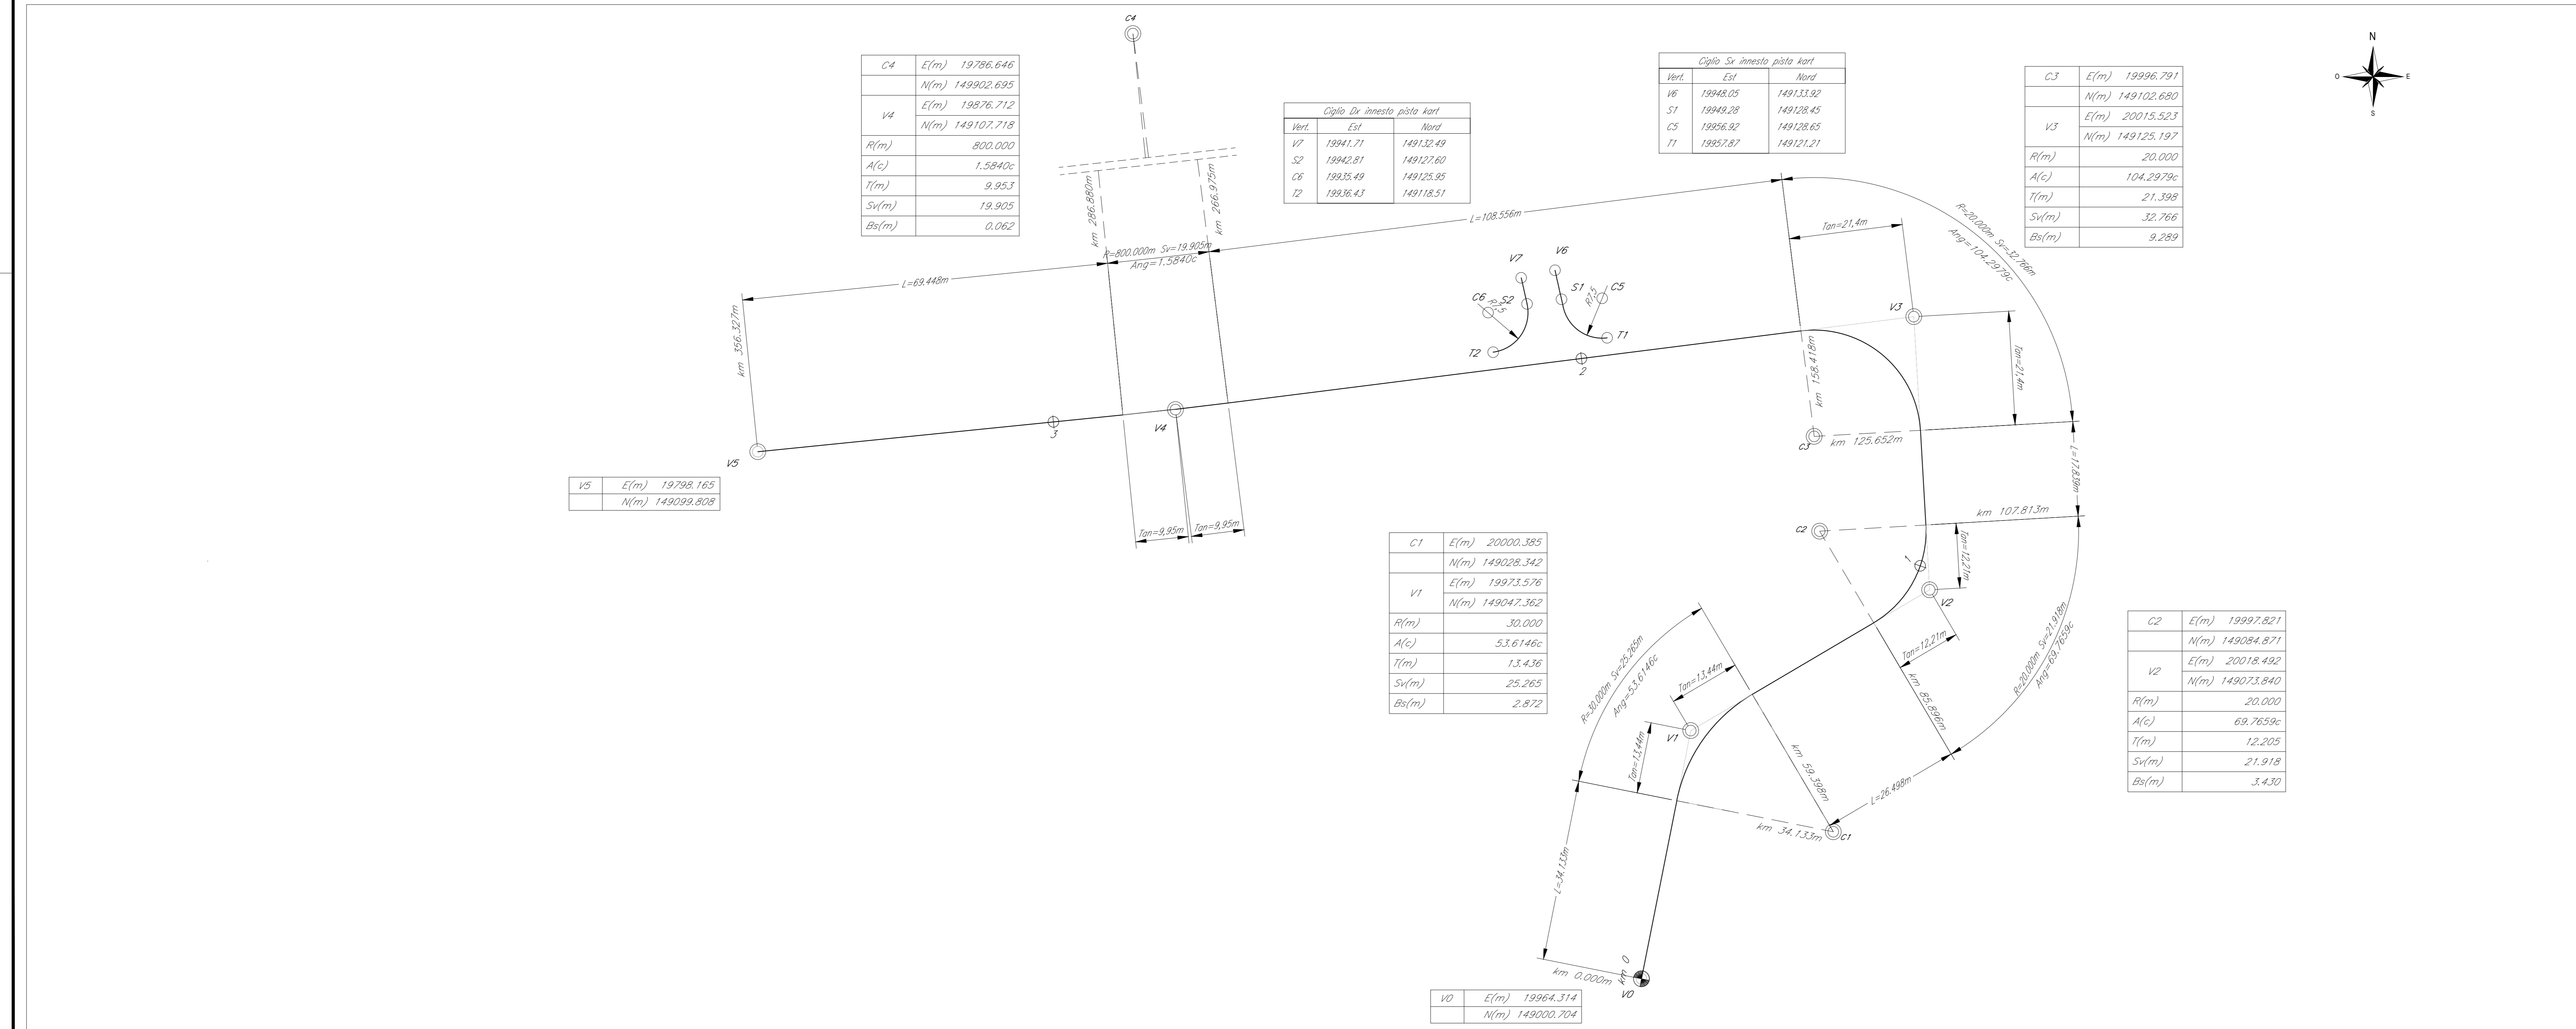 C4
C4 E(m) 19786.646
N(m) 149902.695
V4 E(m) 19876.712
N(m) 149107.718
R(m) 800.000
A(c) 1.5840c
T(m) 9.953
Sv(m) 19.905
Bs(m) 0.062
Ciglio Dx innesto pista kart
Vert. Est Nord
V7 19941.71 149132.49
S2 19942.81 149127.60
C6 19935.49 149125.95
T2 19936.43 149118.51
Ciglio Sx innesto pista kart
Vert. Est Nord
V6 19948.05 149133.92
S1 19949.28 149128.45
C5 19956.92 149128.65
T1 19957.87 149121.21
C3 E(m) 19996.791
N(m) 149102.680
V3 E(m) 20015.523
N(m) 149125.197
R(m) 20.000
A(c) 104.2979c
T(m) 21.398
Sv(m) 32.766
Bs(m) 9.289
N
O
E
S
km 286.880m
km 266.975m
R=800.000m Sv=19.905m
Ang=1.5840c
L=69.448m
L=108.556m
Tan=21,4m
R=20.000m Sv=32.766m
Ang=104.2979c
V7
V6
C6
S2
R7.5
S1
R7.5
C5
T2
T1
V3
Tan=21,4m
km 356.327m
km 158.418m
2
3
V4
V5
C3
km 125.652m
L=17.839m
V5 E(m) 19798.165
N(m) 149099.808
Tan=9,95m
Tan=9,95m
C2
km 107.813m
Tan=12,21m
1
V2
Tan=12,21m
R=20.000m Sv=21.918m
Ang=69.7659c
km 85.896m
C1 E(m) 20000.385
N(m) 149028.342
V1 E(m) 19973.576
N(m) 149047.362
R(m) 30.000
A(c) 53.6146c
T(m) 13.436
Sv(m) 25.265
Bs(m) 2.872
C2 E(m) 19997.821
N(m) 149084.871
V2 E(m) 20018.492
N(m) 149073.840
R(m) 20.000
A(c) 69.7659c
T(m) 12.205
Sv(m) 21.918
Bs(m) 3.430
R=30.000m Sv=25.265m
Ang=53.6146c
Tan=13,44m
V1
Tan=13,44m
km 59.398m
L=26.498m
km 34.133m
C1
L=34.133m
km 0.000m
km 0
V0
V0 E(m) 19964.314
N(m) 149000.704